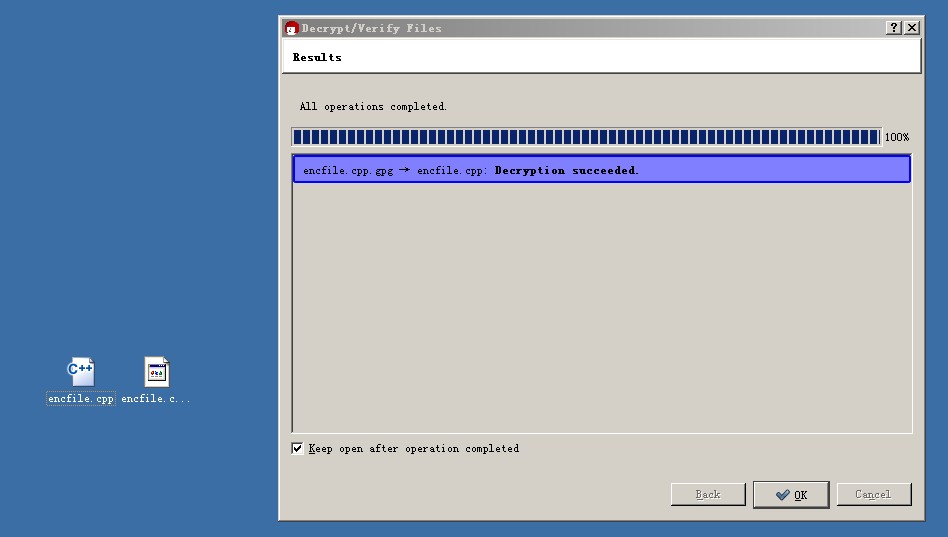 Decrypt/Verify Files
Results
All operations completed.
100%
encfile.cpp.gpg → encfile.cpp: Decryption succeeded.
C++
encfile.cpp
encfile.c...
Keep open after operation completed
Back
OK
Cancel